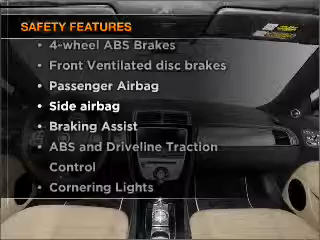 SAFETY FEATURES
• 4-wheel ABS Brakes
• Front Ventilated disc brakes
• Passenger Airbag
• Side airbag
• Braking Assist
• ABS and Driveline Traction
Control
• Cornering Lights